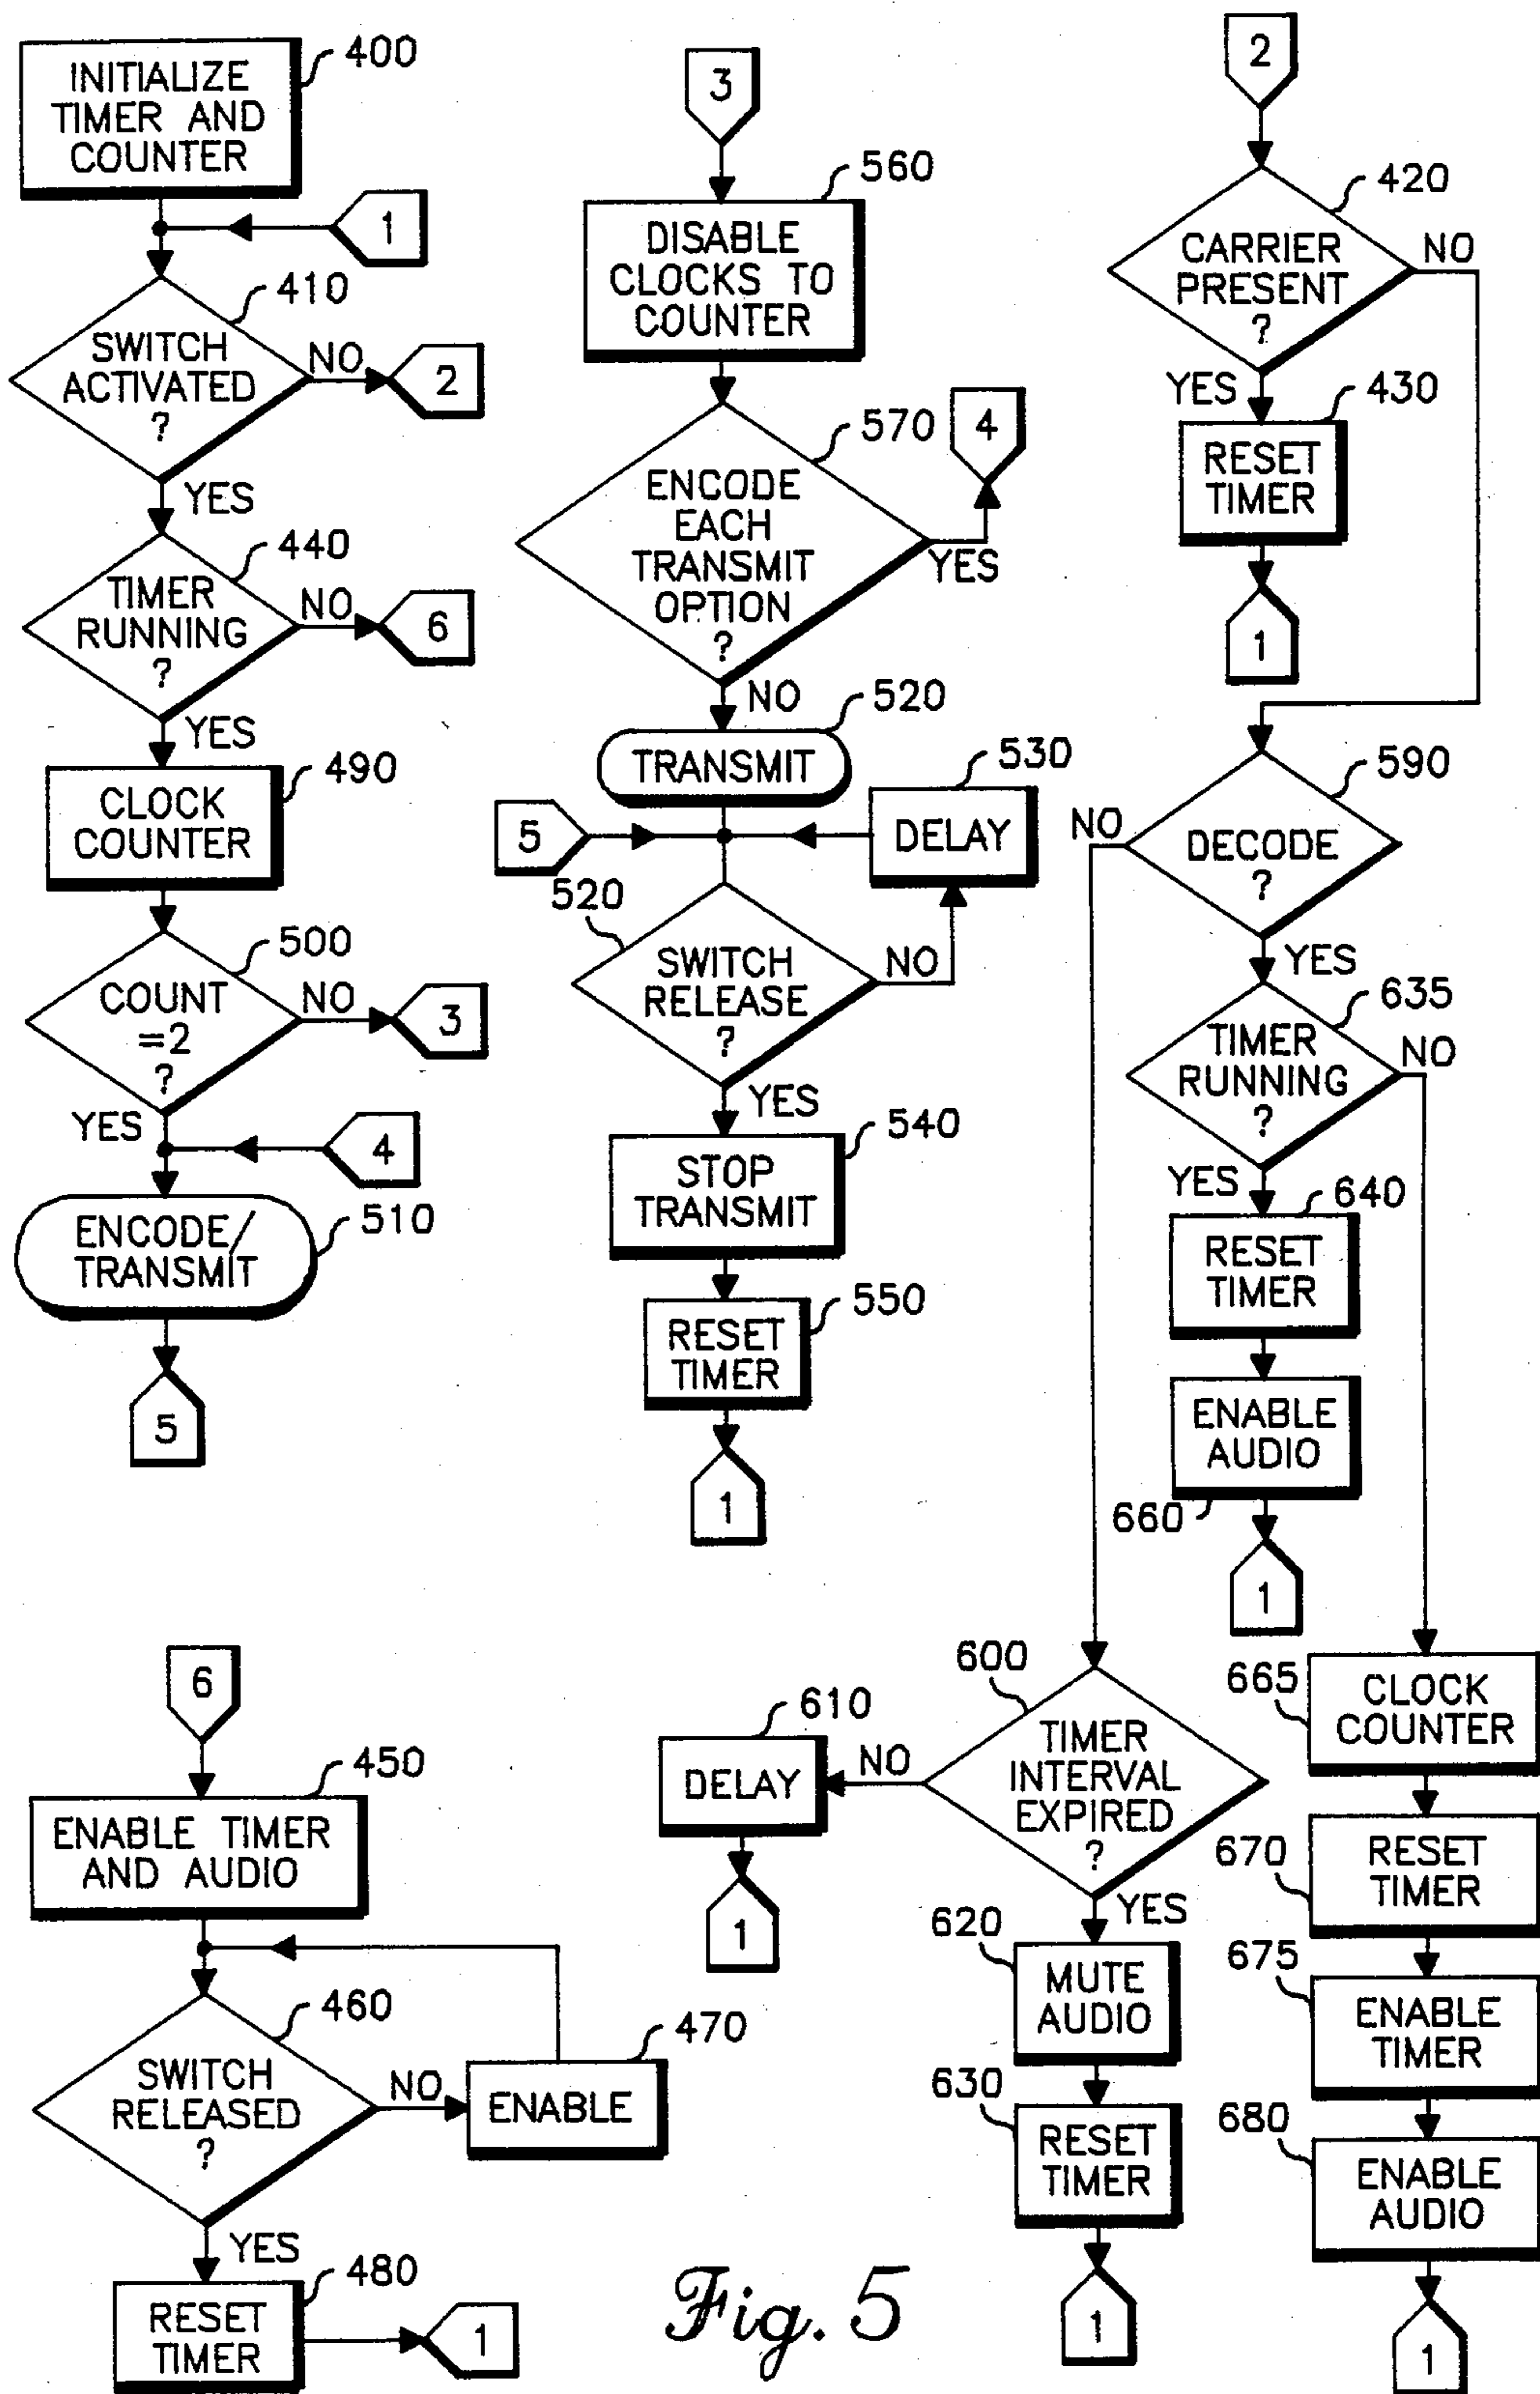 INITIALIZE
TIMER AND
COUNTER
400
1
410
SWITCH
ACTIVATED
?
NO
2
YES
440
TIMER
RUNNING
?
NO
6
YES
490
CLOCK
COUNTER
500
COUNT
=2
?
NO
3
YES
4
ENCODE/
TRANSMIT
510
5
3
560
DISABLE
CLOCKS TO
COUNTER
570
4
ENCODE
EACH
TRANSMIT
OPTION
?
YES
NO
520
TRANSMIT
530
5
DELAY
520
SWITCH
RELEASE
?
NO
YES
540
STOP
TRANSMIT
550
RESET
TIMER
1
2
420
CARRIER
PRESENT
?
NO
YES
430
RESET
TIMER
1
590
NO
DECODE
?
YES
635
TIMER
RUNNING
?
NO
YES
640
RESET
TIMER
ENABLE
AUDIO
660
1
6
450
ENABLE TIMER
AND AUDIO
460
SWITCH
RELEASED
?
NO
470
ENABLE
YES
480
RESET
TIMER
1
600
TIMER
INTERVAL
EXPIRED
?
NO
610
DELAY
1
YES
620
MUTE
AUDIO
630
RESET
TIMER
1
665
CLOCK
COUNTER
670
RESET
TIMER
675
ENABLE
TIMER
680
ENABLE
AUDIO
1
Fig. 5